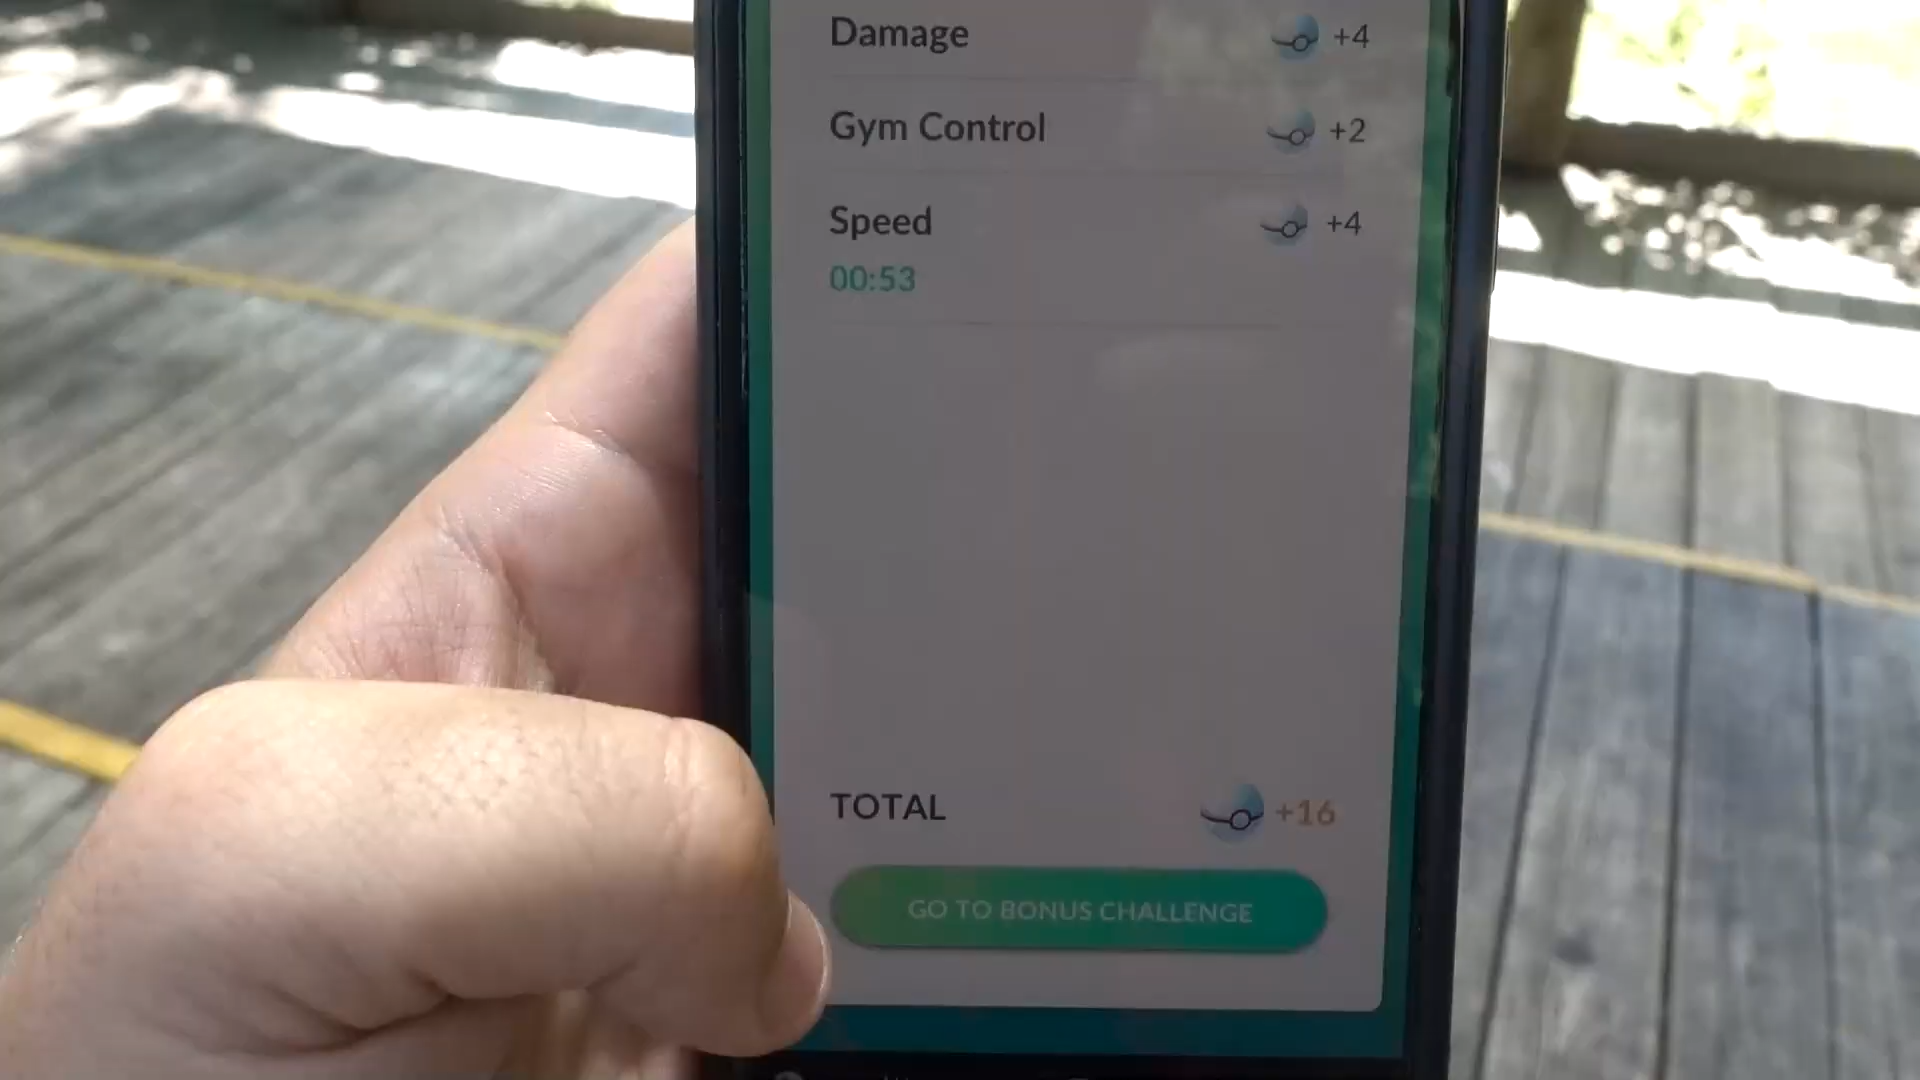 Damage +4
Gym Control +2
Speed +4
00:53
TOTAL +16
GO TO BONUS CHALLENGE